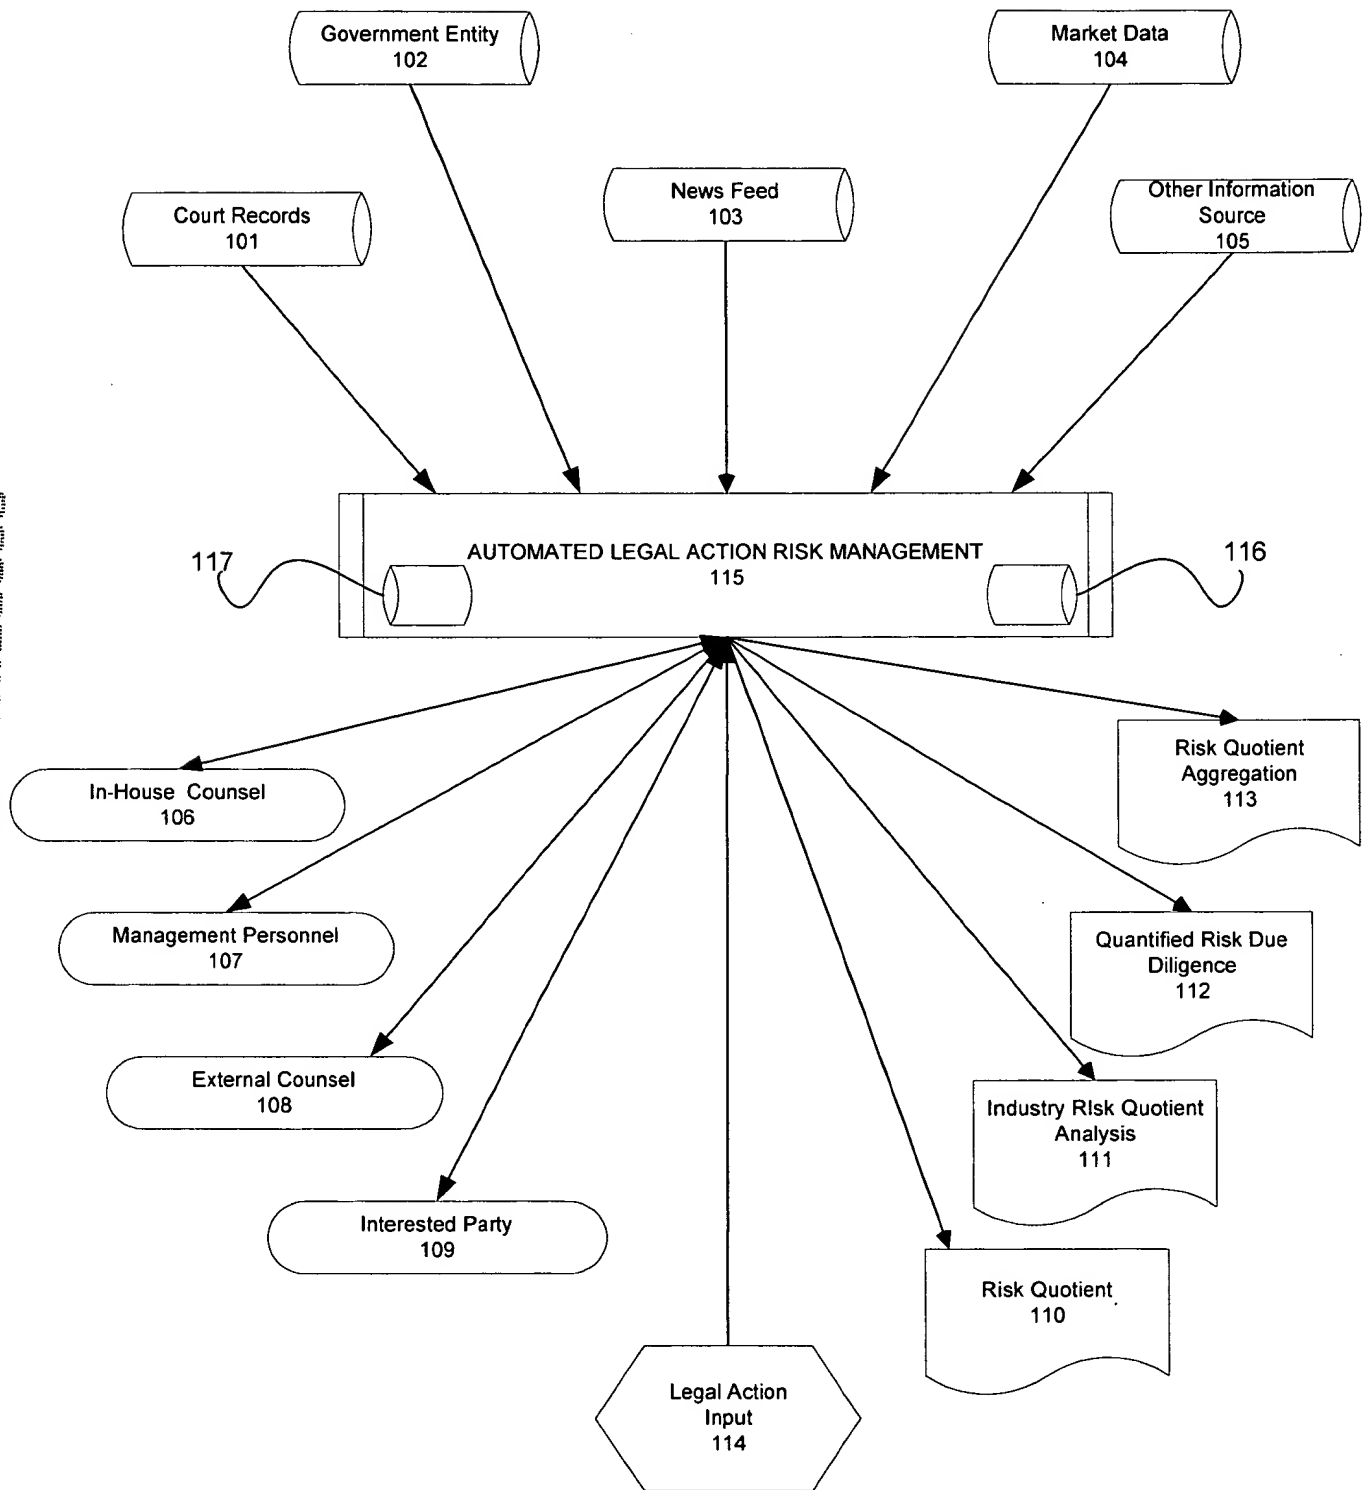 Government Entity
102
Market Data
104
News Feed
103
Other Information
Source
105
Court Records
101
AUTOMATED LEGAL ACTION RISK MANAGEMENT
115
117
116
Risk Quotient
Aggregation
113
In-House Counsel
106
Management Personnel
107
Quantified Risk Due
Diligence
112
External Counsel
108
Industry RIsk Quotient
Analysis
111
Interested Party
109
Risk Quotient
110
Legal Action
Input
114